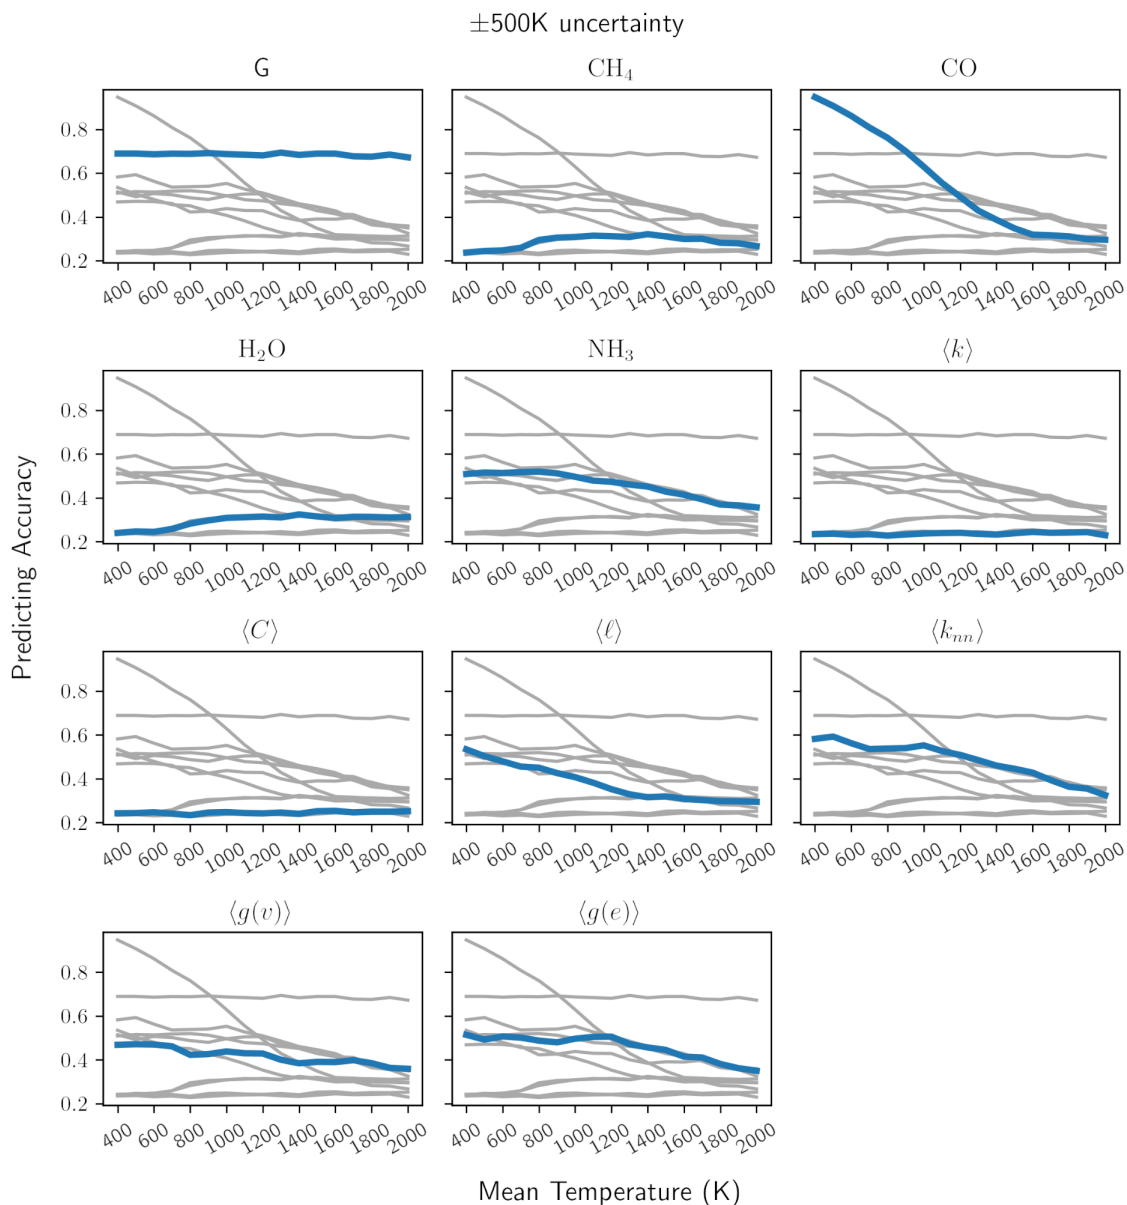 ±500K uncertainty
G
CH₄
CO
0.8
0.6
0.4
0.2
400 600 800 1000 1200 1400 1600 1800 2000
400 600 800 1000 1200 1400 1600 1800 2000
400 600 800 1000 1200 1400 1600 1800 2000
H₂O
NH₃
⟨k⟩
0.8
0.6
0.4
0.2
400 600 800 1000 1200 1400 1600 1800 2000
400 600 800 1000 1200 1400 1600 1800 2000
400 600 800 1000 1200 1400 1600 1800 2000
Predicting Accuracy
⟨C⟩
⟨ℓ⟩
⟨kₙₙ⟩
0.8
0.6
0.4
0.2
400 600 800 1000 1200 1400 1600 1800 2000
400 600 800 1000 1200 1400 1600 1800 2000
400 600 800 1000 1200 1400 1600 1800 2000
⟨g(v)⟩
⟨g(e)⟩
0.8
0.6
0.4
0.2
400 600 800 1000 1200 1400 1600 1800 2000
400 600 800 1000 1200 1400 1600 1800 2000
Mean Temperature (K)